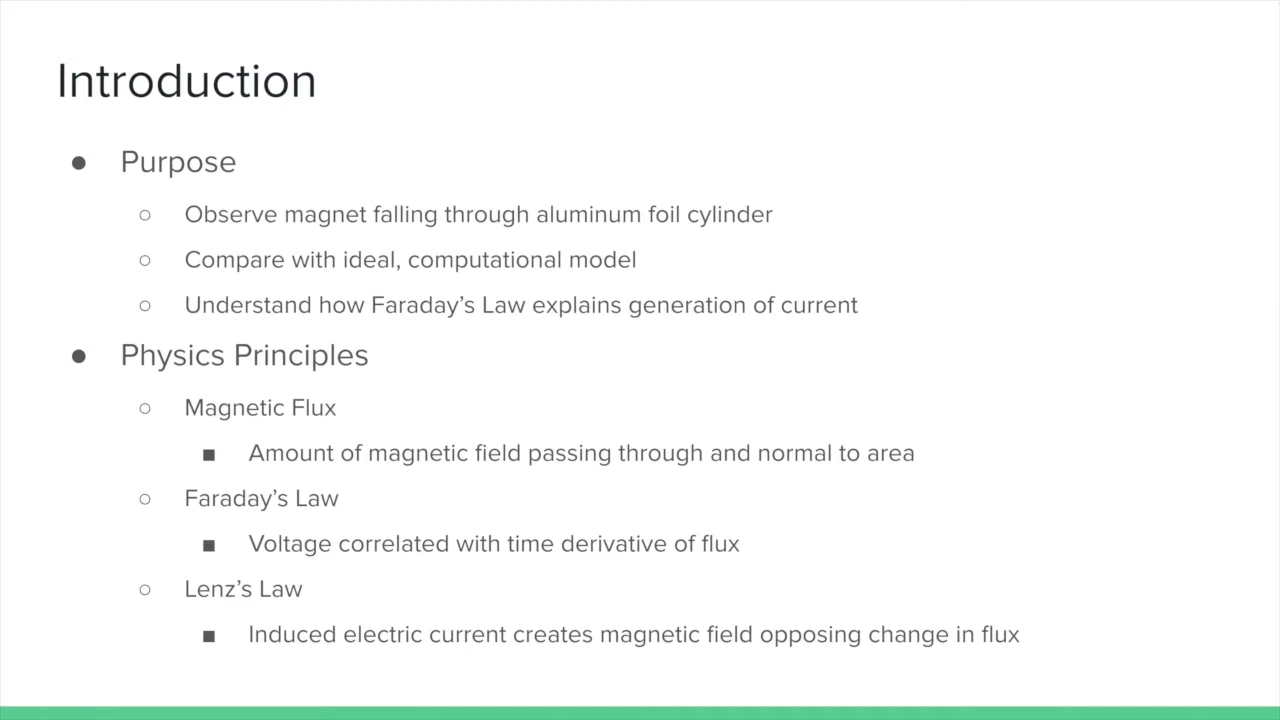 Introduction
● Purpose
○ Observe magnet falling through aluminum foil cylinder
○ Compare with ideal, computational model
○ Understand how Faraday’s Law explains generation of current
● Physics Principles
○ Magnetic Flux
■ Amount of magnetic field passing through and normal to area
○ Faraday’s Law
■ Voltage correlated with time derivative of flux
○ Lenz’s Law
■ Induced electric current creates magnetic field opposing change in flux